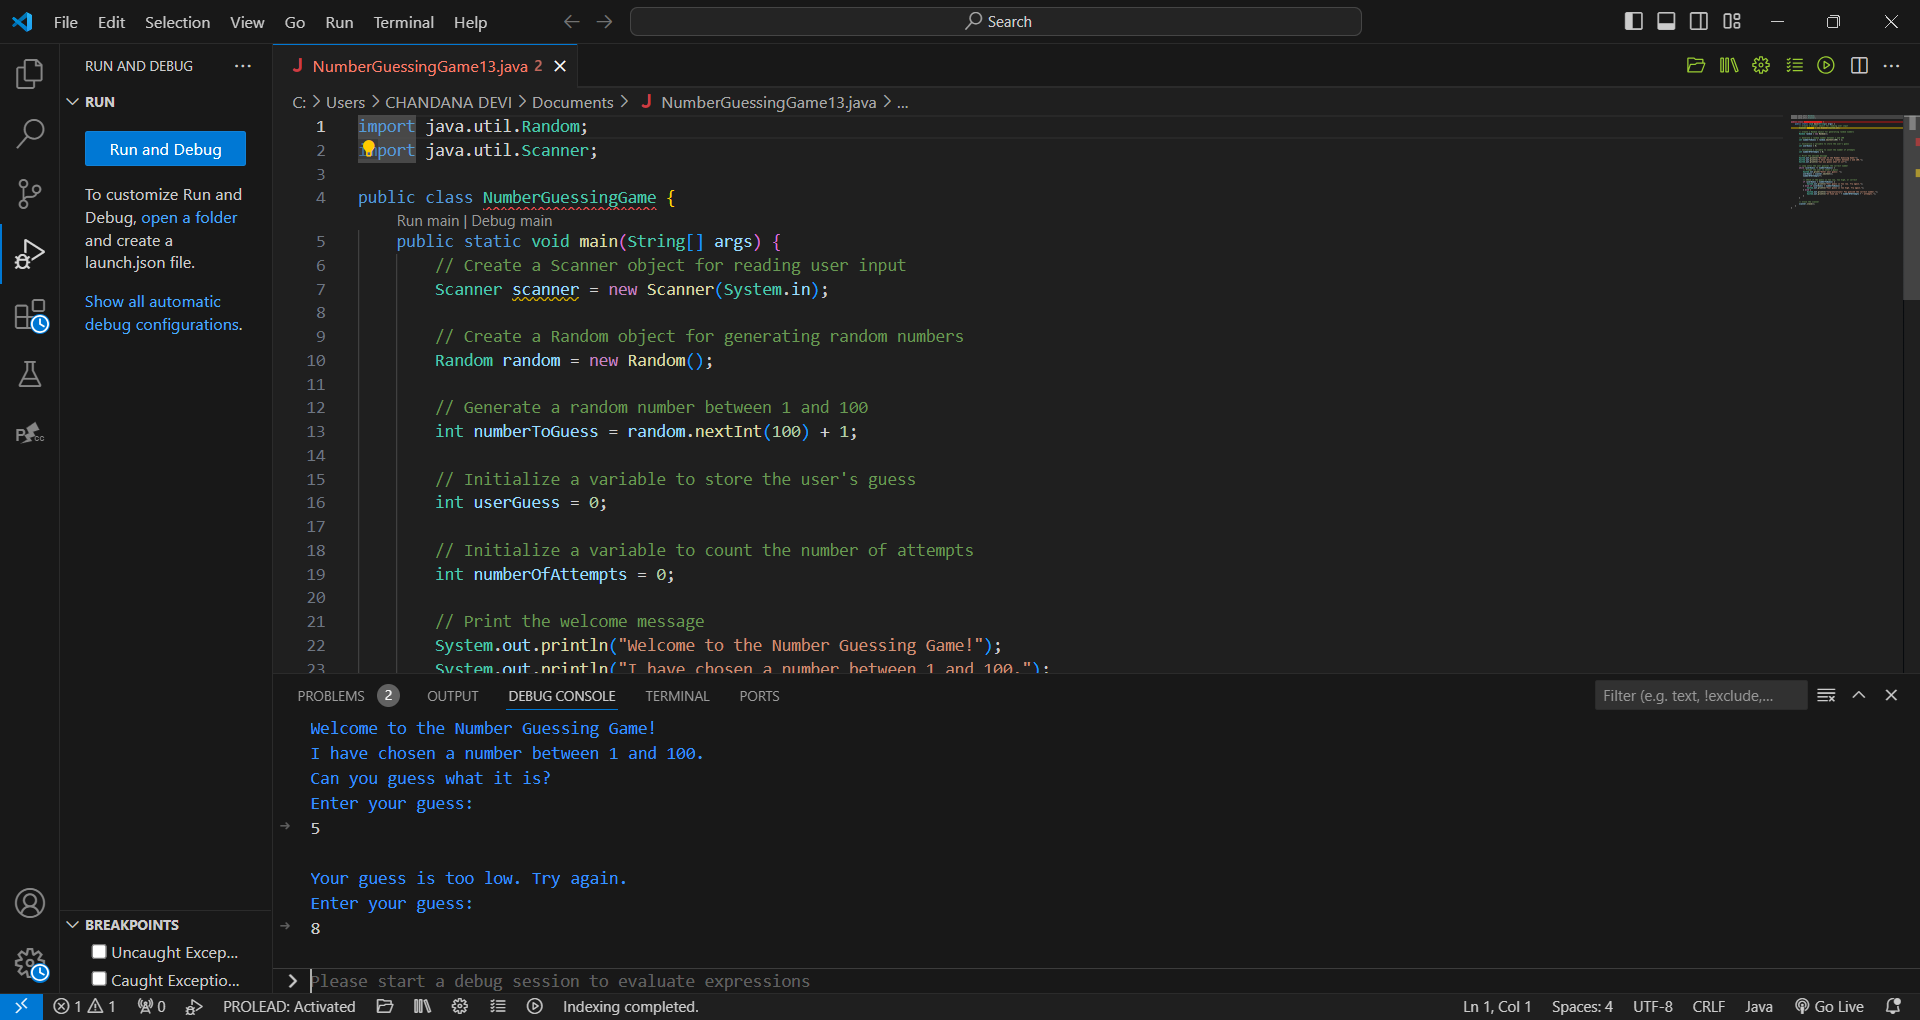 File Edit Selection View Go Run Terminal Help
Search
RUN AND DEBUG
RUN
Run and Debug
To customize Run and
Debug, open a folder
and create a
launch.json file.
Show all automatic
debug configurations.
BREAKPOINTS
Uncaught Excep...
Caught Exceptio...
J NumberGuessingGame13.java 2
C: > Users > CHANDANA DEVI > Documents > J NumberGuessingGame13.java > ...
1 import java.util.Random;
2 import java.util.Scanner;
3
4 public class NumberGuessingGame {
Run main | Debug main
5 public static void main(String[] args) {
6 // Create a Scanner object for reading user input
7 Scanner scanner = new Scanner(System.in);
8
9 // Create a Random object for generating random numbers
10 Random random = new Random();
11
12 // Generate a random number between 1 and 100
13 int numberToGuess = random.nextInt(100) + 1;
14
15 // Initialize a variable to store the user's guess
16 int userGuess = 0;
17
18 // Initialize a variable to count the number of attempts
19 int numberOfAttempts = 0;
20
21 // Print the welcome message
22 System.out.println("Welcome to the Number Guessing Game!");
23 System.out.println("I have chosen a number between 1 and 100.");
PROBLEMS 2 OUTPUT DEBUG CONSOLE TERMINAL PORTS
Filter (e.g. text, !exclude,...
Welcome to the Number Guessing Game!
I have chosen a number between 1 and 100.
Can you guess what it is?
Enter your guess:
5
Your guess is too low. Try again.
Enter your guess:
8
Please start a debug session to evaluate expressions
1 1 0 PROLEAD: Activated Indexing completed.
Ln 1, Col 1 Spaces: 4 UTF-8 CRLF Java Go Live